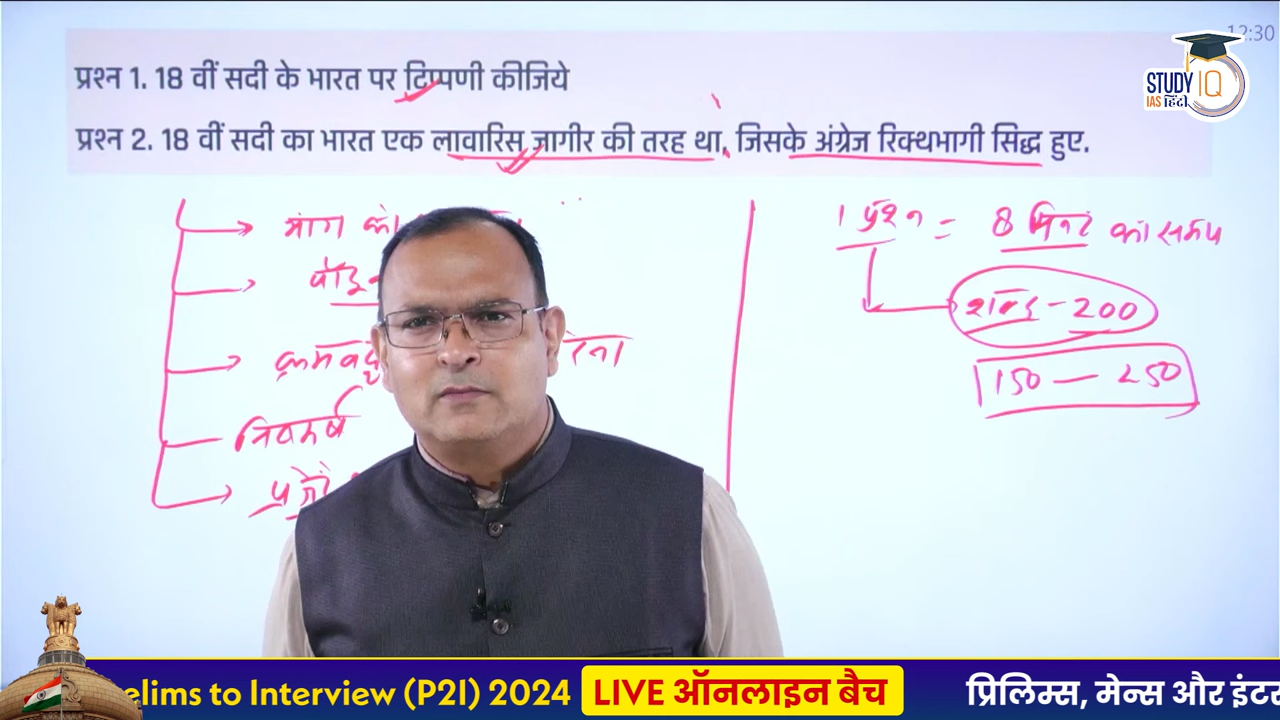 12:30
STUDY IQ
IAS हिंदी
प्रश्न 1. 18 वीं सदी के भारत पर टिप्पणी कीजिये
प्रश्न 2. 18 वीं सदी का भारत एक लावारिस जागीर की तरह था, जिसके अंग्रेज रिक्थभागी सिद्ध हुए.
मांग
निष्कर्ष
1 प्रश्न = 8 मिनट का समय
शब्द - 200
150 - 250
elims to Interview (P2I) 2024 LIVE ऑनलाइन बैच प्रिलिम्स, मेन्स और इंटर